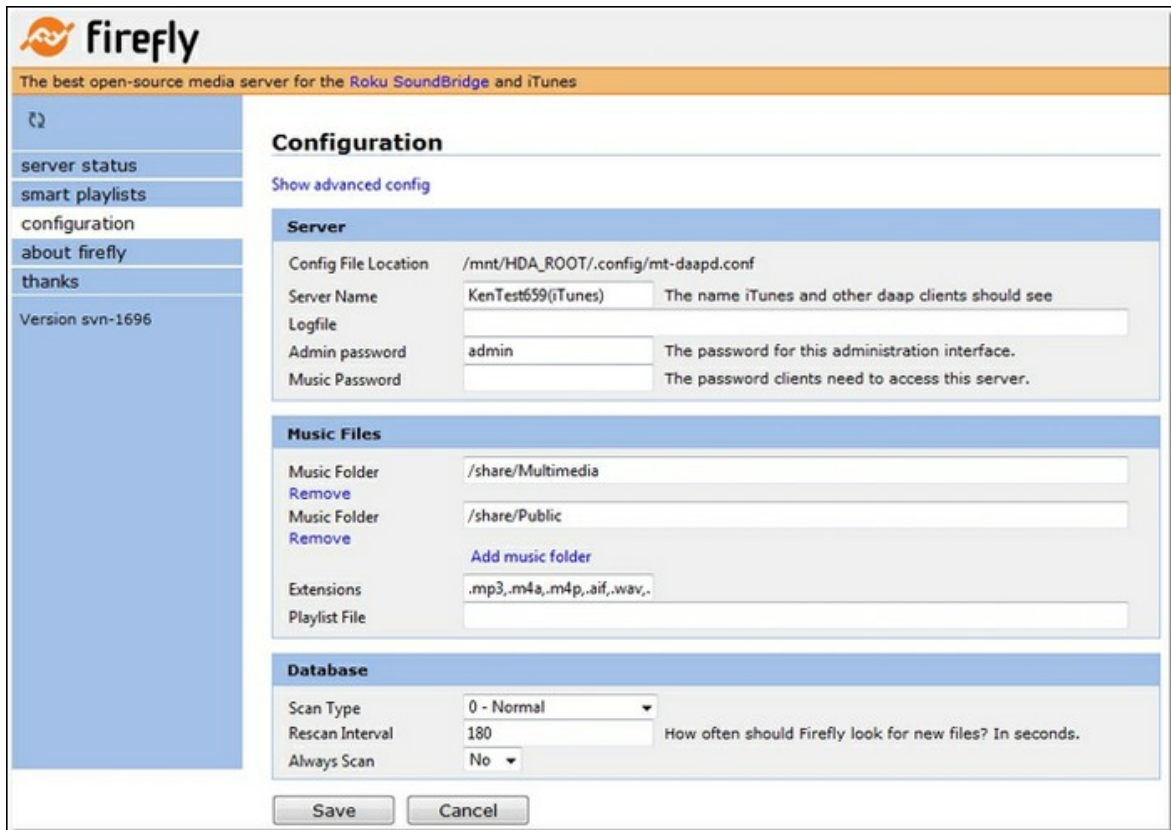 firefly
The best open-source media server for the Roku SoundBridge and iTunes
server status
smart playlists
configuration
about firefly
thanks
Version svn-1696
Configuration
Show advanced config
Server
Config File Location /mnt/HDA_ROOT/.config/mt-daapd.conf
Server Name KenTest659(iTunes) The name iTunes and other daap clients should see
Logfile
Admin password admin The password for this administration interface.
Music Password The password clients need to access this server.
Music Files
Music Folder /share/Multimedia
Remove
Music Folder /share/Public
Remove
Add music folder
Extensions .mp3,.m4a,.m4p,.aif,.wav,.
Playlist File
Database
Scan Type 0 - Normal
Rescan Interval 180 How often should Firefly look for new files? In seconds.
Always Scan No
Save Cancel